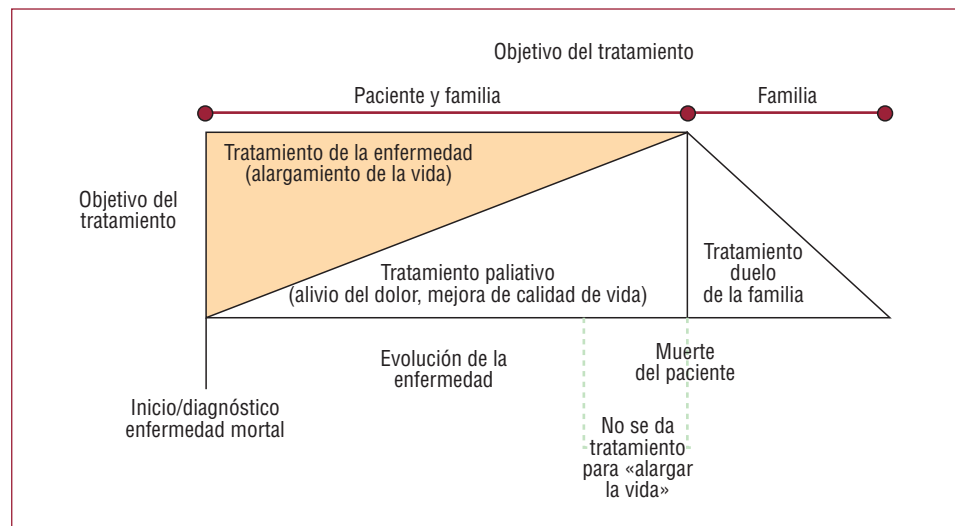 Objetivo del tratamiento
Paciente y familia
Familia
Tratamiento de la enfermedad
(alargamiento de la vida)
Objetivo del
tratamiento
Tratamiento paliativo
(alivio del dolor, mejora de calidad de vida)
Tratamiento
duelo
de la familia
Evolución de la
enfermedad
Muerte
del paciente
Inicio/diagnóstico
enfermedad mortal
No se da
tratamiento
para «alargar
la vida»